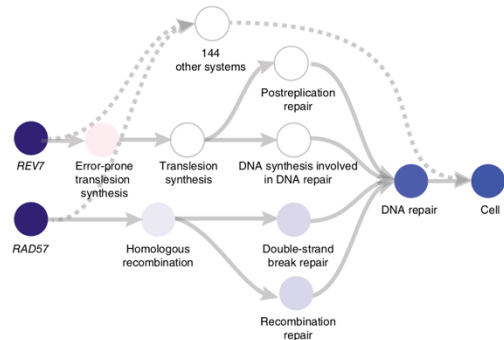 144
other systems
Postreplication
repair
REV7
Error-prone
translesion
synthesis
Translesion
synthesis
DNA synthesis involved
in DNA repair
DNA repair
Cell
RAD57
Homologous
recombination
Double-strand
break repair
Recombination
repair